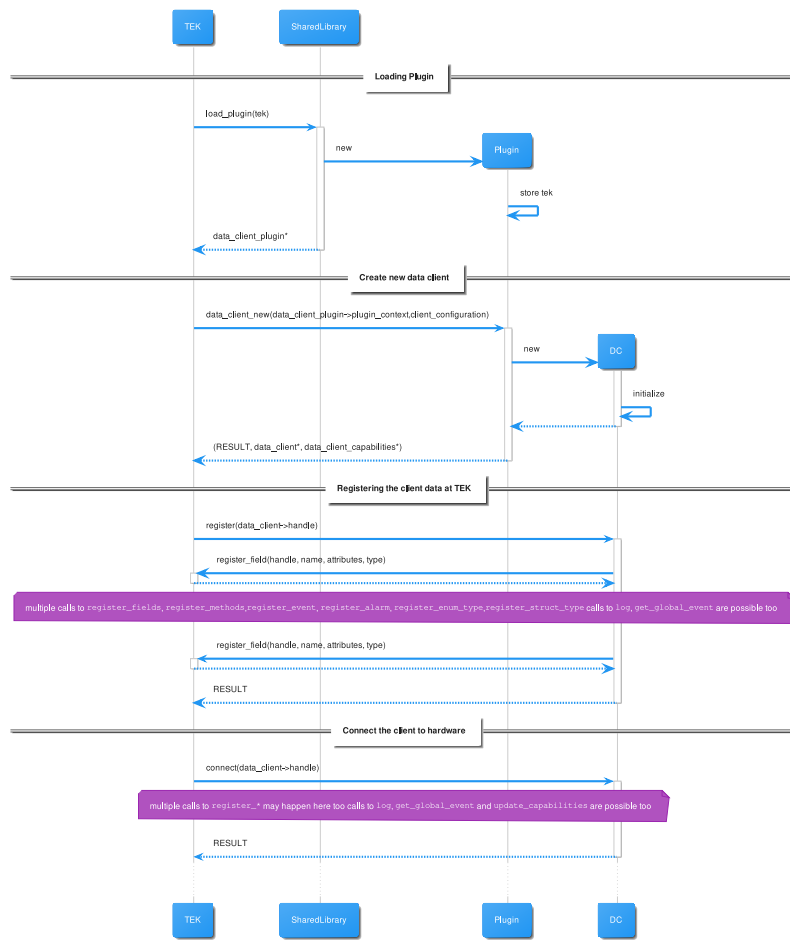 TEK SharedLibrary
Loading Plugin
load_plugin(tek)
new
Plugin
store tek
data_client_plugin*
Create new data client
data_client_new(data_client_plugin->plugin_context,client_configuration)
new
DC
initialize
(RESULT, data_client*, data_client_capabilities*)
Registering the client data at TEK
register(data_client->handle)
register_field(handle, name, attributes, type)
multiple calls to register_fields, register_methods,register_event, register_alarm, register_enum_type,register_struct_type calls to log, get_global_event are possible too
register_field(handle, name, attributes, type)
RESULT
Connect the client to hardware
connect(data_client->handle)
multiple calls to register_* may happen here too calls to log, get_global_event and update_capabilities are possible too
RESULT
TEK SharedLibrary Plugin DC